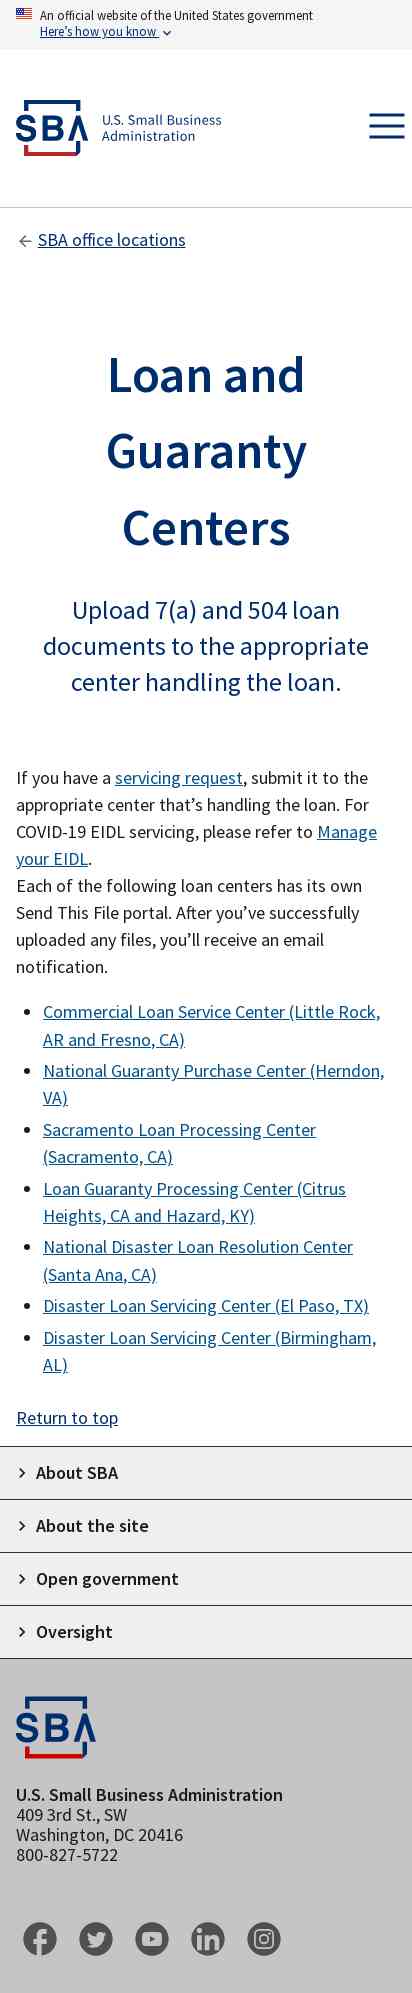 An official website of the United States government
Here's how you know
SBA
U.S. Small Business
Administration
SBA office locations
Loan and
Guaranty
Centers
Upload 7(a) and 504 loan
documents to the appropriate
center handling the loan.
If you have a servicing request, submit it to the
appropriate center that's handling the loan. For
COVID-19 EIDL servicing, please refer to Manage
your EIDL.
Each of the following loan centers has its own
Send This File portal. After you've successfully
uploaded any files, you'll receive an email
notification.
Commercial Loan Service Center (Little Rock,
AR and Fresno, CA)
National Guaranty Purchase Center (Herndon,
VA)
Sacramento Loan Processing Center
(Sacramento, CA)
Loan Guaranty Processing Center (Citrus
Heights, CA and Hazard, KY)
National Disaster Loan Resolution Center
(Santa Ana, CA)
Disaster Loan Servicing Center (El Paso, TX)
Disaster Loan Servicing Center (Birmingham,
AL)
Return to top
About SBA
About the site
Open government
Oversight
SBA
U.S. Small Business Administration
409 3rd St., SW
Washington, DC 20416
800-827-5722